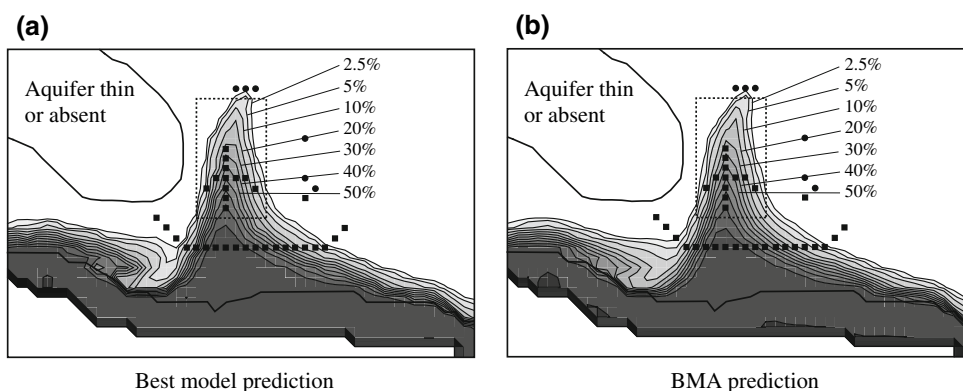 (a)
Aquifer thin
or absent
2.5%
5%
10%
20%
30%
40%
50%
Best model prediction
(b)
Aquifer thin
or absent
2.5%
5%
10%
20%
30%
40%
50%
BMA prediction